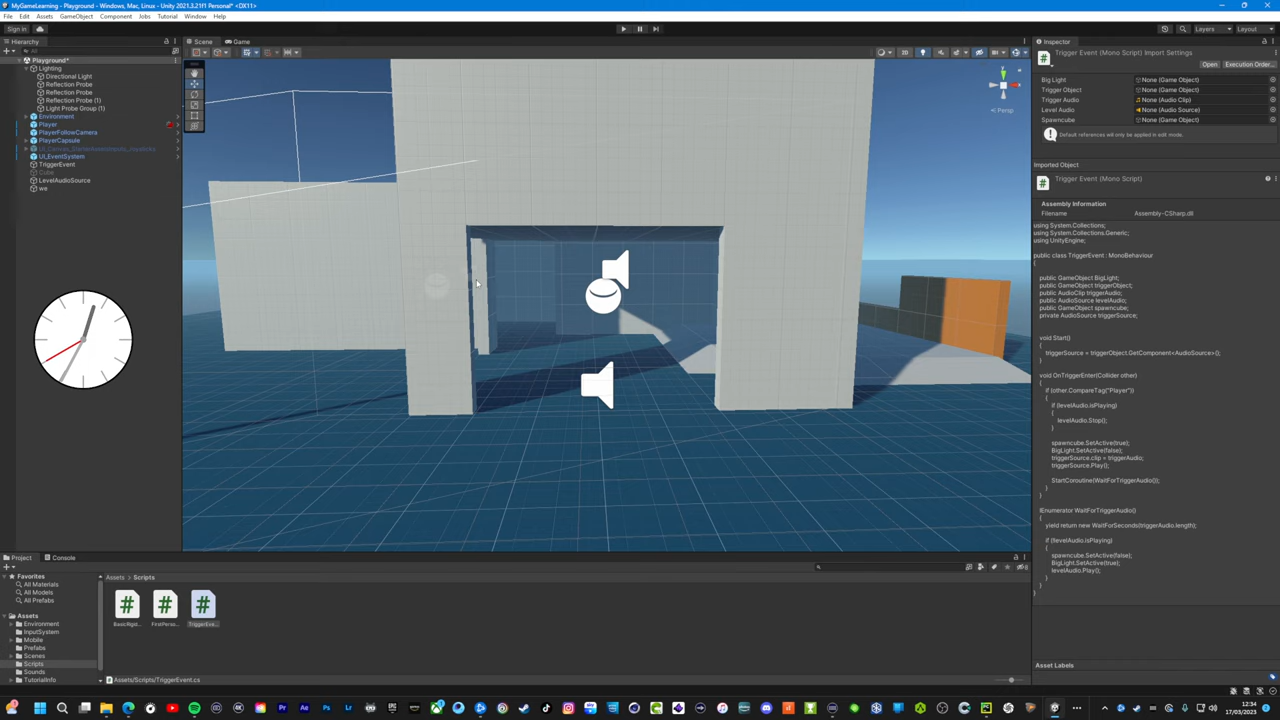 MyGameLearning - Playground - Windows, Mac, Linux - Unity 2021.3.21f1 Personal* <DX11>
File Edit Assets GameObject Component Jobs Tutorial Window Help
Sign in
Layers Layout
Hierarchy
All
Playground*
Lighting
Directional Light
Reflection Probe
Reflection Probe
Reflection Probe (1)
Light Probe Group (1)
Environment
Player
PlayerFollowCamera
PlayerCapsule
UI_EventSystem
TriggerEvent
Cube
LevelAudioSource
we
Scene Game
2D
Persp
Inspector
Trigger Event (Mono Script) Import Settings
Open Execution Order...
Big Light None (Game Object)
Trigger Object None (Game Object)
Trigger Audio None (Audio Clip)
Level Audio None (Audio Source)
Spawncube None (Game Object)
Default references will only be applied in edit mode.
Imported Object
Trigger Event (Mono Script)
Assembly Information
Filename Assembly-CSharp.dll
using System.Collections;
using System.Collections.Generic;
using UnityEngine;
public class TriggerEvent : MonoBehaviour
{
public GameObject BigLight;
public GameObject triggerObject;
public AudioClip triggerAudio;
public AudioSource levelAudio;
public GameObject spawncube;
private AudioSource triggerSource;
void Start()
{
triggerSource = triggerObject.GetComponent<AudioSource>();
}
void OnTriggerEnter(Collider other)
{
if (other.CompareTag("Player"))
{
if (levelAudio.isPlaying)
{
levelAudio.Stop();
}
spawncube.SetActive(true);
BigLight.SetActive(false);
triggerSource.clip = triggerAudio;
triggerSource.Play();
StartCoroutine(WaitForTriggerAudio());
}
}
IEnumerator WaitForTriggerAudio()
{
yield return new WaitForSeconds(triggerAudio.length);
if (!levelAudio.isPlaying)
{
spawncube.SetActive(false);
BigLight.SetActive(true);
levelAudio.Play();
}
}
}
Asset Labels
Project Console
Favorites
All Materials
All Models
All Prefabs
Assets
Environment
InputSystem
Mobile
Prefabs
Scenes
Scripts
Sounds
TutorialInfo
Assets > Scripts
BasicRigid... FirstPerso... TriggerEve...
Assets/Scripts/TriggerEvent.cs
12:34
17/03/2023